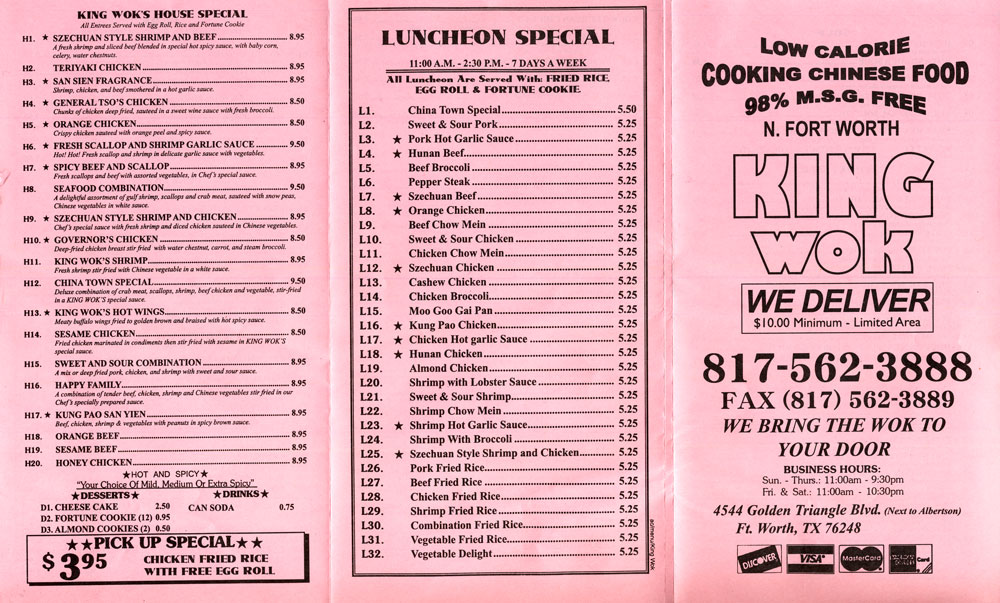 KING WOK'S HOUSE SPECIAL
All Entrees Served with Egg Roll, Rice and Fortune Cookie
H1. ★ SZECHUAN STYLE SHRIMP AND BEEF 8.95
A fresh shrimp and sliced beef blended in special hot spicy sauce, with baby corn,
celery, water chestnuts.
H2. TERIYAKI CHICKEN 8.95
H3. ★ SAN SIEN FRAGRANCE 8.95
Shrimp, chicken, and beef smothered in a hot garlic sauce.
H4. ★ GENERAL TSO'S CHICKEN 8.50
Chunks of chicken deep fried, sauteed in a sweet wine sauce with fresh broccoli.
H5. ★ ORANGE CHICKEN 8.50
Crispy chicken sauteed with orange peel and spicy sauce.
H6. ★ FRESH SCALLOP AND SHRIMP GARLIC SAUCE 9.50
Hot! Hot! Fresh scallop and shrimp in delicate garlic sauce with vegetables.
H7. ★ SPICY BEEF AND SCALLOP 8.95
Fresh scallops and beef with assorted vegetables, in Chef's special sauce.
H8. SEAFOOD COMBINATION 9.50
A delightful assortment of gulf shrimp, scallops and crab meat, sauteed with snow peas,
Chinese vegetables in white sauce.
H9. ★ SZECHUAN STYLE SHRIMP AND CHICKEN 8.95
Chef's special sauce with fresh shrimp and diced chicken sauteed in Chinese vegetables.
H10. ★ GOVERNOR'S CHICKEN 8.50
Deep-fried chicken breast stir fried with water chestnut, carrot, and steam broccoli.
H11. KING WOK'S SHRIMP 8.95
Fresh shrimp stir fried with Chinese vegetable in a white sauce.
H12. CHINA TOWN SPECIAL 9.50
Deluxe combination of crab meat, scallops, shrimp, beef chicken and vegetable, stir-fried
in a KING WOK'S special sauce.
H13. ★ KING WOK'S HOT WINGS 8.50
Meaty buffalo wings fried to golden brown and braised with hot spicy sauce.
H14. SESAME CHICKEN 8.50
Fried chicken marinated in condiments then stir fried with sesame in KING WOK'S
special sauce.
H15. SWEET AND SOUR COMBINATION 8.95
A mix or deep fried pork, chicken, and shrimp with sweet and sour sauce.
H16. HAPPY FAMILY 8.95
A combination of tender beef, chicken, shrimp and Chinese vegetables stir fried in our
Chef's specially prepared sauce.
H17. ★ KUNG PAO SAN YIEN 8.95
Beef, chicken, shrimp & vegetables with peanuts in spicy brown sauce.
H18. ORANGE BEEF 8.95
H19. SESAME BEEF 8.95
H20. HONEY CHICKEN 8.95
★HOT AND SPICY★
"Your Choice Of Mild, Medium Or Extra Spicy"
★DESSERTS★ ★DRINKS★
D1. CHEESE CAKE 2.50 CAN SODA 0.75
D2. FORTUNE COOKIE (12) 0.95
D3. ALMOND COOKIES (2) 0.50
★★PICK UP SPECIAL★★
$3.95 CHICKEN FRIED RICE
WITH FREE EGG ROLL
LUNCHEON SPECIAL
11:00 A.M. - 2:30 P.M. - 7 DAYS A WEEK
All Luncheon Are Served With: FRIED RICE,
EGG ROLL & FORTUNE COOKIE
L1. China Town Special 5.50
L2. Sweet & Sour Pork 5.25
L3. ★ Pork Hot Garlic Sauce 5.25
L4. ★ Hunan Beef 5.25
L5. Beef Broccoli 5.25
L6. Pepper Steak 5.25
L7. ★ Szechuan Beef 5.25
L8. ★ Orange Chicken 5.25
L9. Beef Chow Mein 5.25
L10. Sweet & Sour Chicken 5.25
L11. Chicken Chow Mein 5.25
L12. ★ Szechuan Chicken 5.25
L13. Cashew Chicken 5.25
L14. Chicken Broccoli 5.25
L15. Moo Goo Gai Pan 5.25
L16. ★ Kung Pao Chicken 5.25
L17. ★ Chicken Hot garlic Sauce 5.25
L18. ★ Hunan Chicken 5.25
L19. Almond Chicken 5.25
L20. Shrimp with Lobster Sauce 5.25
L21. Sweet & Sour Shrimp 5.25
L22. Shrimp Chow Mein 5.25
L23. ★ Shrimp Hot Garlic Sauce 5.25
L24. Shrimp With Broccoli 5.25
L25. ★ Szechuan Style Shrimp and Chicken 5.25
L26. Pork Fried Rice 5.25
L27. Beef Fried Rice 5.25
L28. Chicken Fried Rice 5.25
L29. Shrimp Fried Rice 5.25
L30. Combination Fried Rice 5.25
L31. Vegetable Fried Rice 5.25
L32. Vegetable Delight 5.25
LOW CALORIE
COOKING CHINESE FOOD
98% M.S.G. FREE
N. FORT WORTH
KING
WOK
WE DELIVER
$10.00 Minimum - Limited Area
817-562-3888
FAX (817) 562-3889
WE BRING THE WOK TO
YOUR DOOR
BUSINESS HOURS:
Sun. - Thurs.: 11:00am - 9:30pm
Fri. & Sat.: 11:00am - 10:30pm
4544 Golden Triangle Blvd. (Next to Albertson)
Ft. Worth, TX 76248
DISCOVER VISA MasterCard